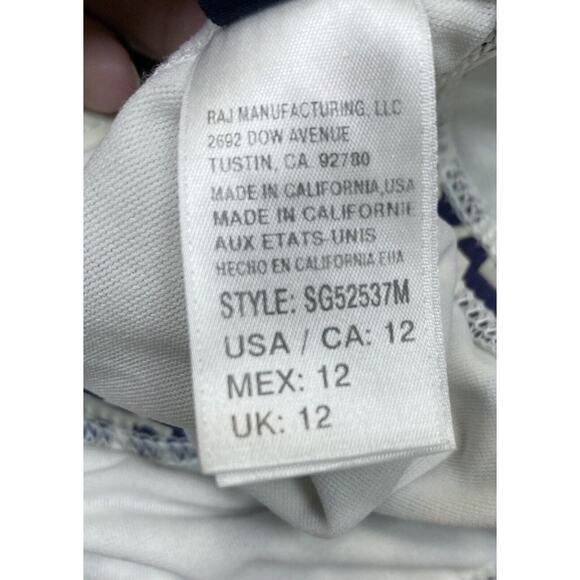 RAJ MANUFACTURING, LLC
2692 DOW AVENUE
TUSTIN, CA 92780
MADE IN CALIFORNIA,USA
MADE IN CALIFORNIE
AUX ETATS-UNIS
HECHO EN CALIFORNIA,EUA
STYLE: SG52537M
USA / CA: 12
MEX: 12
UK: 12